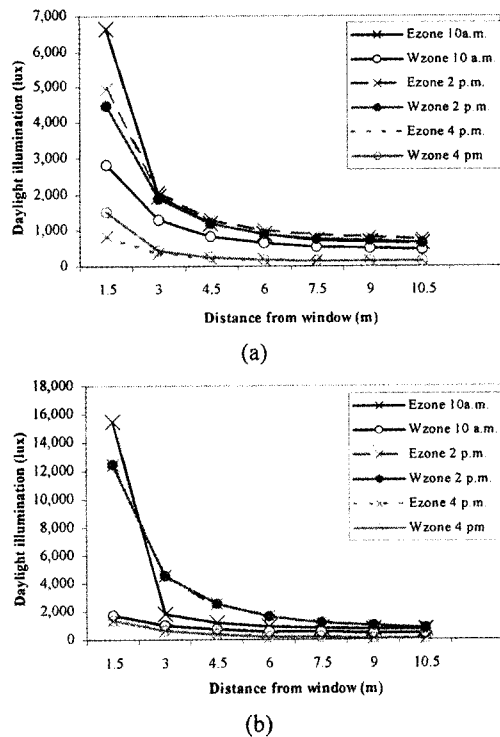 7,000
6,000
5,000
4,000
3,000
2,000
1,000
0
Daylight illumination (lux)
1.5 3 4.5 6 7.5 9 10.5
Distance from window (m)
Ezone 10a.m.
Wzone 10 a.m.
Ezone 2 p.m.
Wzone 2 p.m.
Ezone 4 p.m.
Wzone 4 pm
(a)
18,000
16,000
14,000
12,000
10,000
8,000
6,000
4,000
2,000
0
Daylight illumination (lux)
1.5 3 4.5 6 7.5 9 10.5
Distance from window (m)
Ezone 10a.m.
Wzone 10 a.m.
Ezone 2 p.m.
Wzone 2 p.m.
Ezone 4 p.m.
Wzone 4 pm
(b)